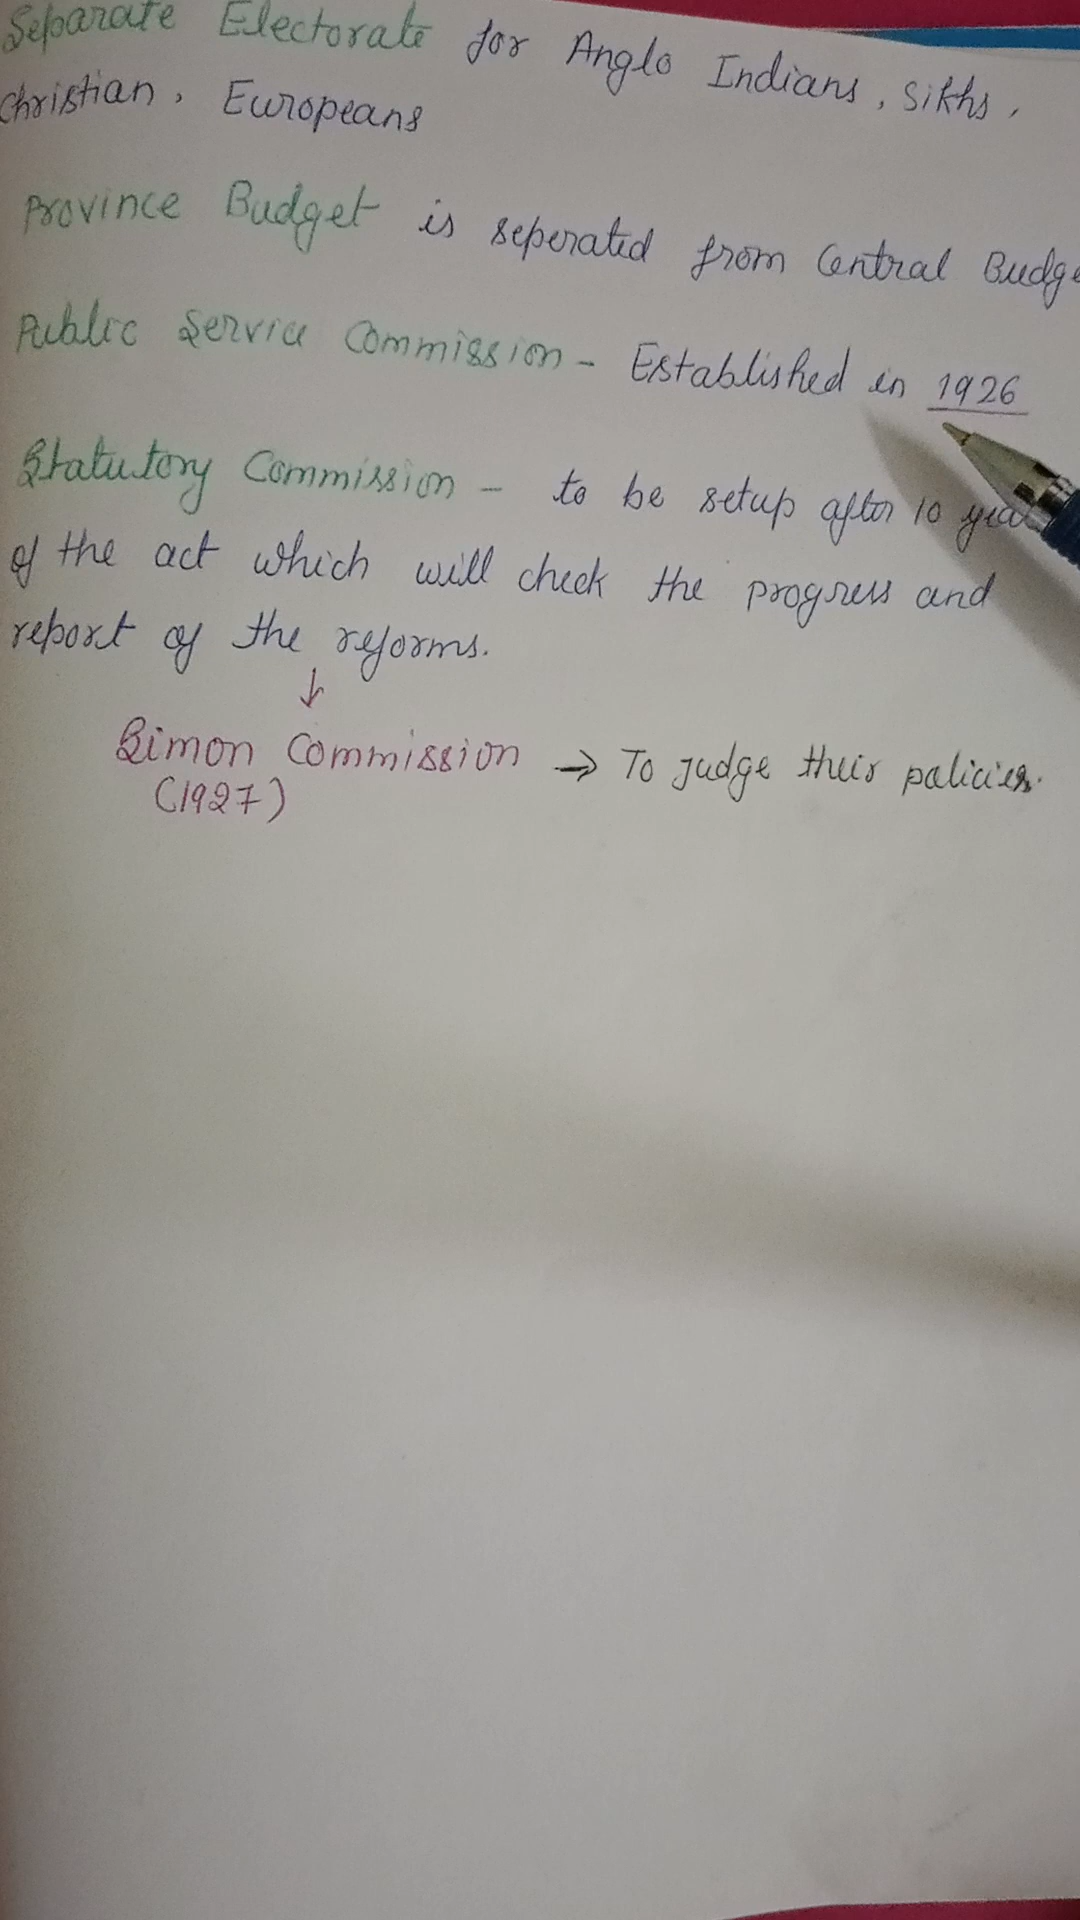 Separate Electorate for Anglo Indians, Sikhs,
Christian, Europeans
Province Budget is seperated from Central Budge
Public Service Commission - Established in 1926
Statutory Commission - to be setup after 10 year
of the act which will check the progress and
report of the reforms.
↓
Simon Commission → To judge their policies.
(1927)